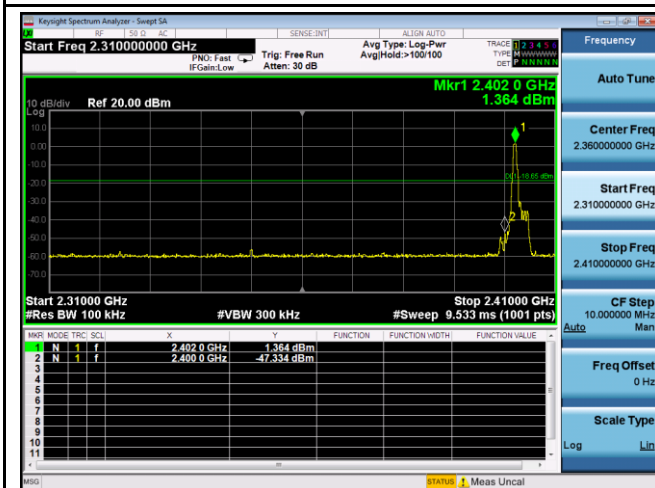 Keysight Spectrum Analyzer - Swept SA
RF 50 Ω AC SENSE:INT ALIGN AUTO
Start Freq 2.310000000 GHz
PNO: Fast
IFGain:Low
Trig: Free Run
Atten: 30 dB
Avg Type: Log-Pwr
Avg|Hold:>100/100
TRACE 1 2 3 4 5 6
TYPE M WWWWW
DET P N N N N N
Mkr1 2.402 0 GHz
1.364 dBm
10 dB/div Ref 20.00 dBm
Log
10.0
0.00
-10.0
-20.0
-30.0
-40.0
-50.0
-60.0
-70.0
1
DL1 -18.65 dBm
2
Start 2.31000 GHz Stop 2.41000 GHz
#Res BW 100 kHz #VBW 300 kHz #Sweep 9.533 ms (1001 pts)
MKR MODE TRC SCL X Y FUNCTION FUNCTION WIDTH FUNCTION VALUE
1 N 1 f 2.402 0 GHz 1.364 dBm
2 N 1 f 2.400 0 GHz -47.334 dBm
3
4
5
6
7
8
9
10
11
MSG STATUS Meas Uncal
Frequency
Auto Tune
Center Freq
2.360000000 GHz
Start Freq
2.310000000 GHz
Stop Freq
2.410000000 GHz
CF Step
10.000000 MHz
Auto Man
Freq Offset
0 Hz
Scale Type
Log Lin